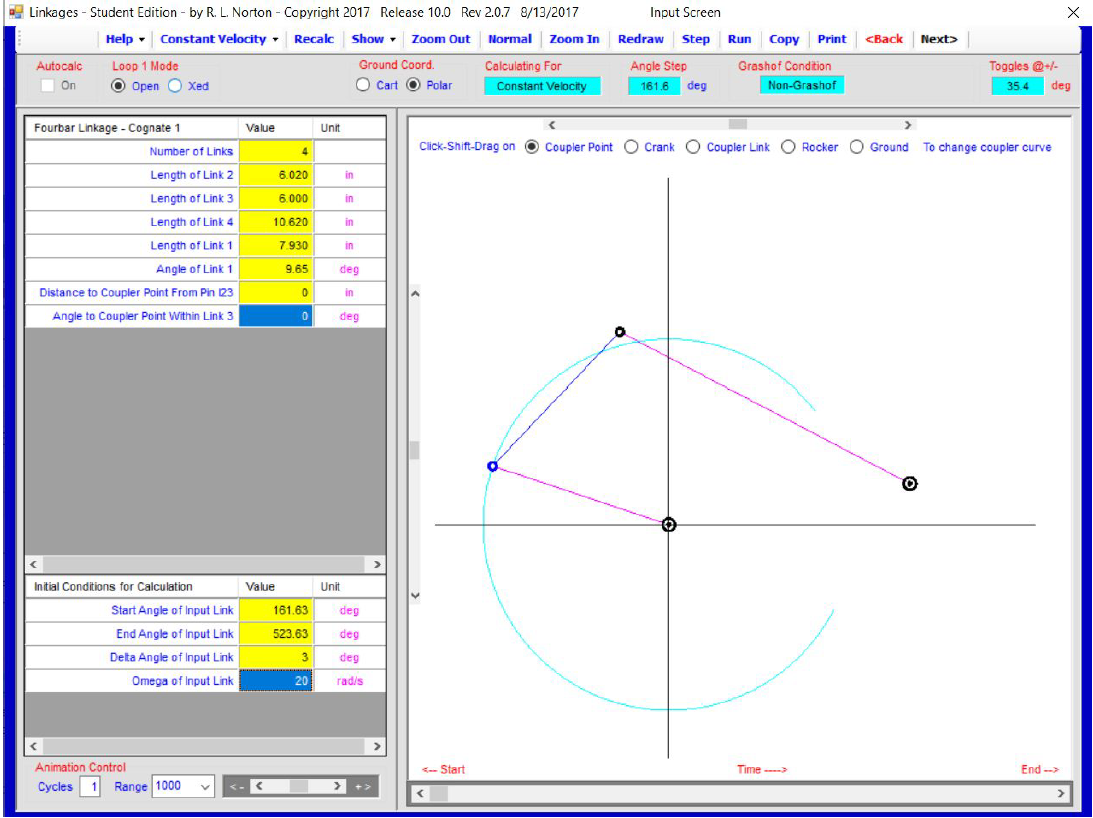 Linkages - Student Edition - by R. L. Norton - Copyright 2017 Release 10.0 Rev 2.0.7 8/13/2017 Input Screen
Help Constant Velocity Recalc Show Zoom Out Normal Zoom In Redraw Step Run Copy Print <Back Next>
Autocalc Loop 1 Mode Ground Coord. Calculating For Angle Step Grashof Condition Toggles @+/-
On Open Xed Cart Polar Constant Velocity 161.6 deg Non-Grashof 35.4 deg
Fourbar Linkage - Cognate 1 Value Unit
Number of Links 4
Length of Link 2 6.020 in
Length of Link 3 6.000 in
Length of Link 4 10.620 in
Length of Link 1 7.930 in
Angle of Link 1 9.65 deg
Distance to Coupler Point From Pin I23 0 in
Angle to Coupler Point Within Link 3 0 deg
Click-Shift-Drag on Coupler Point Crank Coupler Link Rocker Ground To change coupler curve
Initial Conditions for Calculation Value Unit
Start Angle of Input Link 161.63 deg
End Angle of Input Link 523.63 deg
Delta Angle of Input Link 3 deg
Omega of Input Link 20 rad/s
Animation Control
Cycles 1 Range 1000 <- < > +>
<-- Start Time ----> End -->